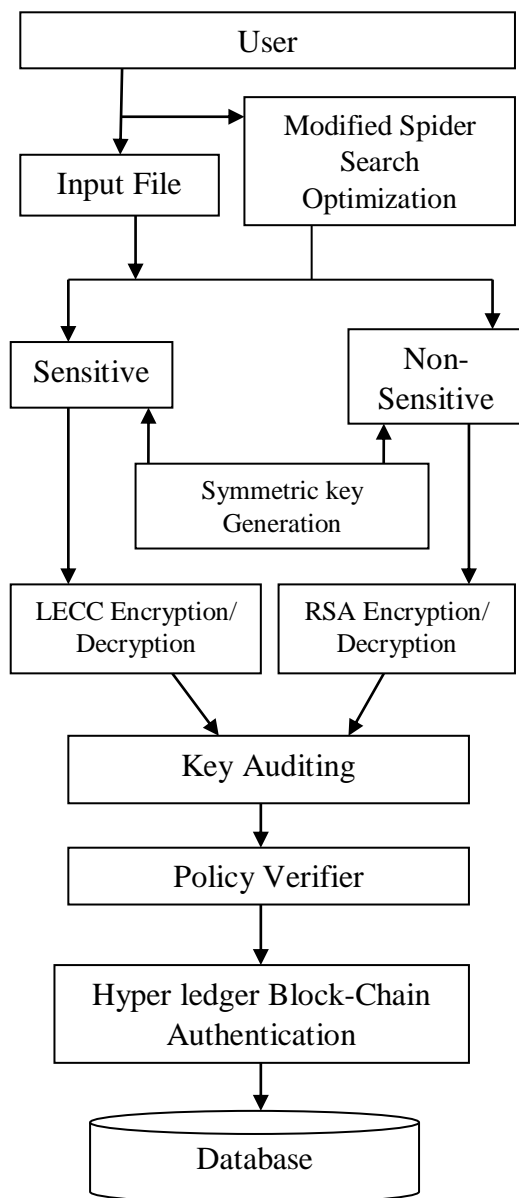 User
Modified Spider
Search
Optimization
Input File
Sensitive
Non-
Sensitive
Symmetric key
Generation
LECC Encryption/
Decryption
RSA Encryption/
Decryption
Key Auditing
Policy Verifier
Hyper ledger Block-Chain
Authentication
Database